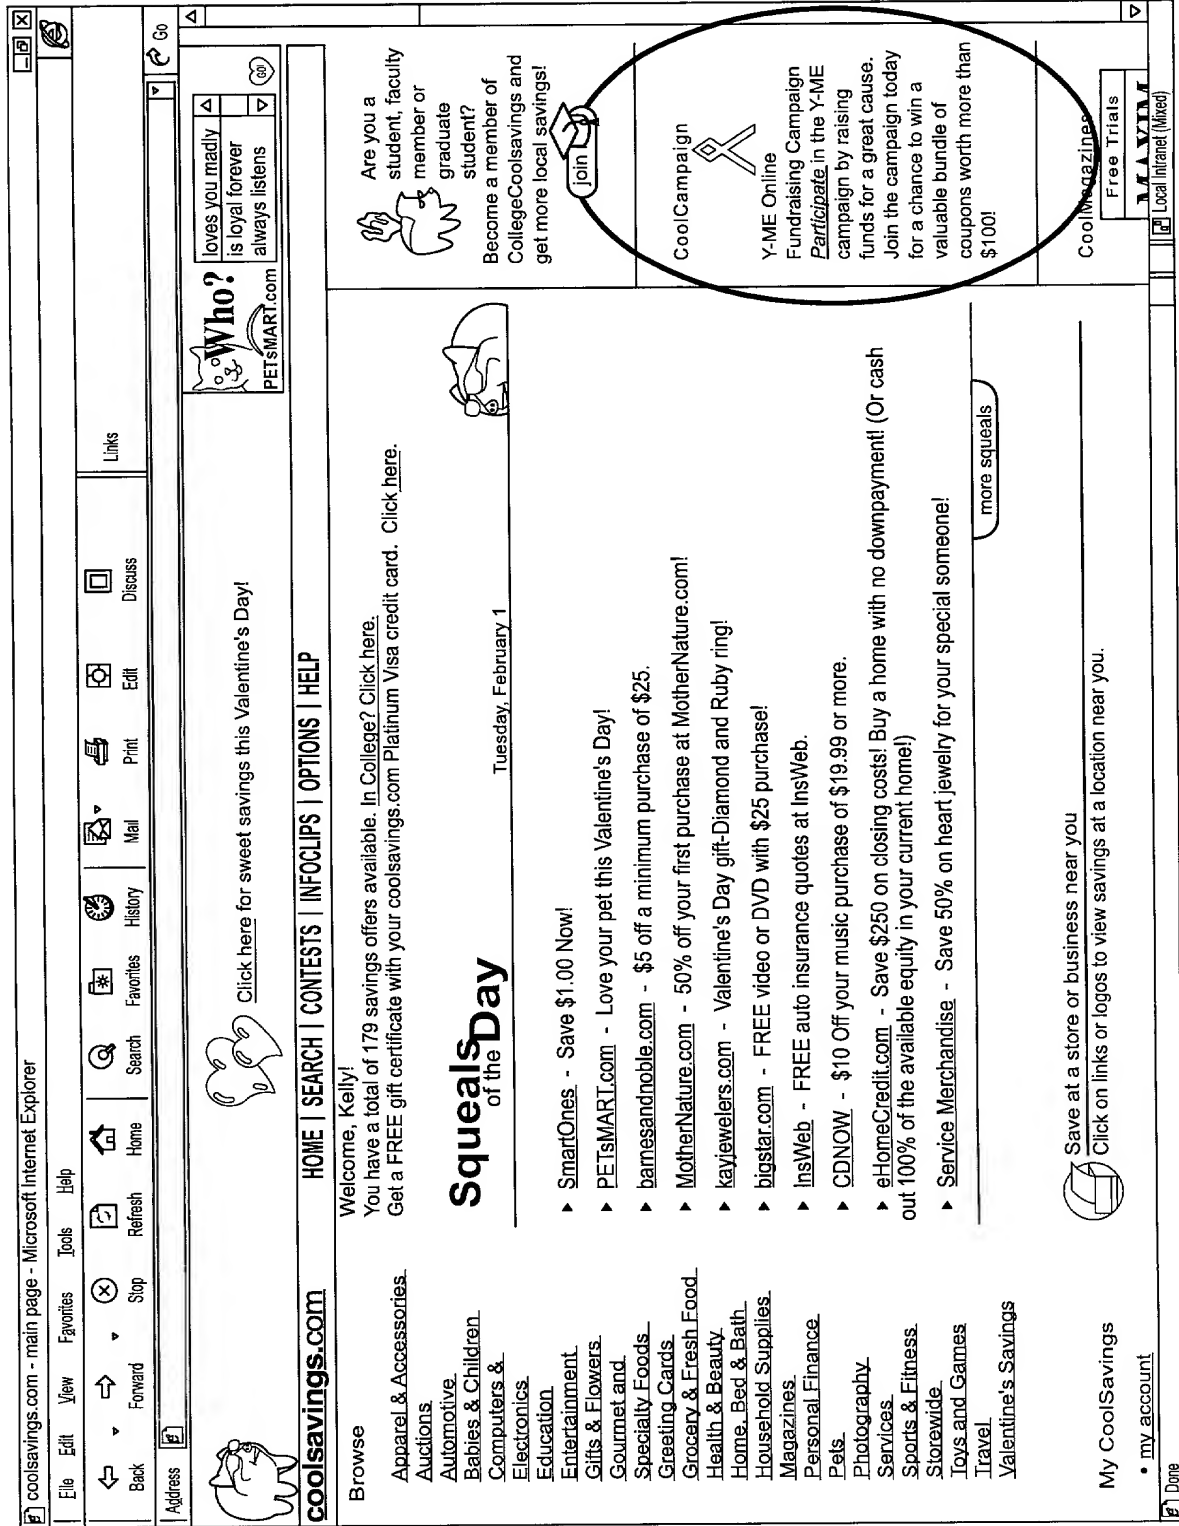 coolsavings.com - main page - Microsoft Internet Explorer
File Edit View Favorites Tools Help
Back Forward Stop Refresh Home Search Favorites History Mail Print Edit Discuss Links
Address Go
Click here for sweet savings this Valentine's Day!
Who?
PETsMART.com
loves you madly
is loyal forever
always listens
GO!
coolsavings.com
HOME | SEARCH | CONTESTS | INFOCLIPS | OPTIONS | HELP
Browse
Apparel & Accessories
Auctions
Automotive
Babies & Children
Computers &
Electronics
Education
Entertainment
Gifts & Flowers
Gourmet and
Specialty Foods
Greeting Cards
Grocery & Fresh Food
Health & Beauty
Home, Bed & Bath
Household Supplies
Magazines
Personal Finance
Pets
Photography
Services
Sports & Fitness
Storewide
Toys and Games
Travel
Valentine's Savings
My CoolSavings
• my account
Welcome, Kelly!
You have a total of 179 savings offers available. In College? Click here.
Get a FREE gift certificate with your coolsavings.com Platinum Visa credit card. Click here.
Squeals
of the Day
Tuesday, February 1
SmartOnes - Save $1.00 Now!
PETsMART.com - Love your pet this Valentine's Day!
barnesandnoble.com - $5 off a minimum purchase of $25.
MotherNature.com - 50% off your first purchase at MotherNature.com!
kayjewelers.com - Valentine's Day gift-Diamond and Ruby ring!
bigstar.com - FREE video or DVD with $25 purchase!
InsWeb - FREE auto insurance quotes at InsWeb.
CDNOW - $10 Off your music purchase of $19.99 or more.
eHomeCredit.com - Save $250 on closing costs! Buy a home with no downpayment! (Or cash
out 100% of the available equity in your current home!)
Service Merchandise - Save 50% on heart jewelry for your special someone!
more squeals
Save at a store or business near you
Click on links or logos to view savings at a location near you.
Are you a
student, faculty
member or
graduate
student?
Become a member of
CollegeCoolsavings and
get more local savings!
join
CoolCampaign
Y-ME Online
Fundraising Campaign
Participate in the Y-ME
campaign by raising
funds for a great cause.
Join the campaign today
for a chance to win a
valuable bundle of
coupons worth more than
$100!
CoolMagazines
Free Trials
MAXIM
Done
Local Intranet (Mixed)